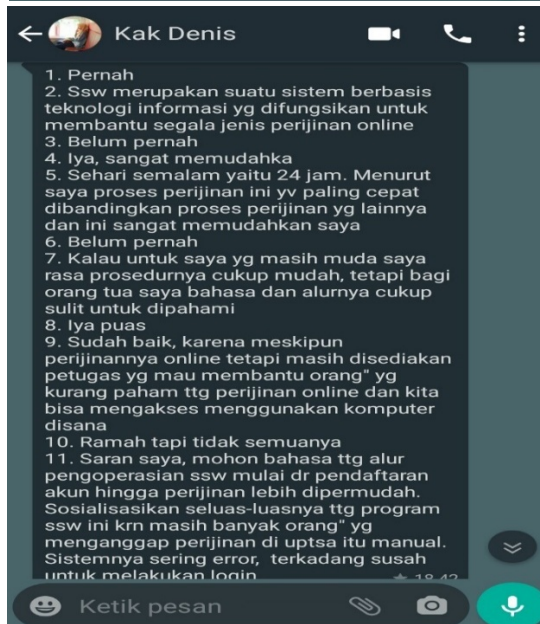 Kak Denis
1. Pernah
2. Ssw merupakan suatu sistem berbasis
teknologi informasi yg difungsikan untuk
membantu segala jenis perijinan online
3. Belum pernah
4. Iya, sangat memudahka
5. Sehari semalam yaitu 24 jam. Menurut
saya proses perijinan ini yv paling cepat
dibandingkan proses perijinan yg lainnya
dan ini sangat memudahkan saya
6. Belum pernah
7. Kalau untuk saya yg masih muda saya
rasa prosedurnya cukup mudah, tetapi bagi
orang tua saya bahasa dan alurnya cukup
sulit untuk dipahami
8. Iya puas
9. Sudah baik, karena meskipun
perijinannya online tetapi masih disediakan
petugas yg mau membantu orang" yg
kurang paham ttg perijinan online dan kita
bisa mengakses menggunakan komputer
disana
10. Ramah tapi tidak semuanya
11. Saran saya, mohon bahasa ttg alur
pengoperasian ssw mulai dr pendaftaran
akun hingga perijinan lebih dipermudah.
Sosialisasikan seluas-luasnya ttg program
ssw ini krn masih banyak orang" yg
menganggap perijinan di uptsa itu manual.
Sistemnya sering error, terkadang susah
untuk melakukan login
18.42
Ketik pesan